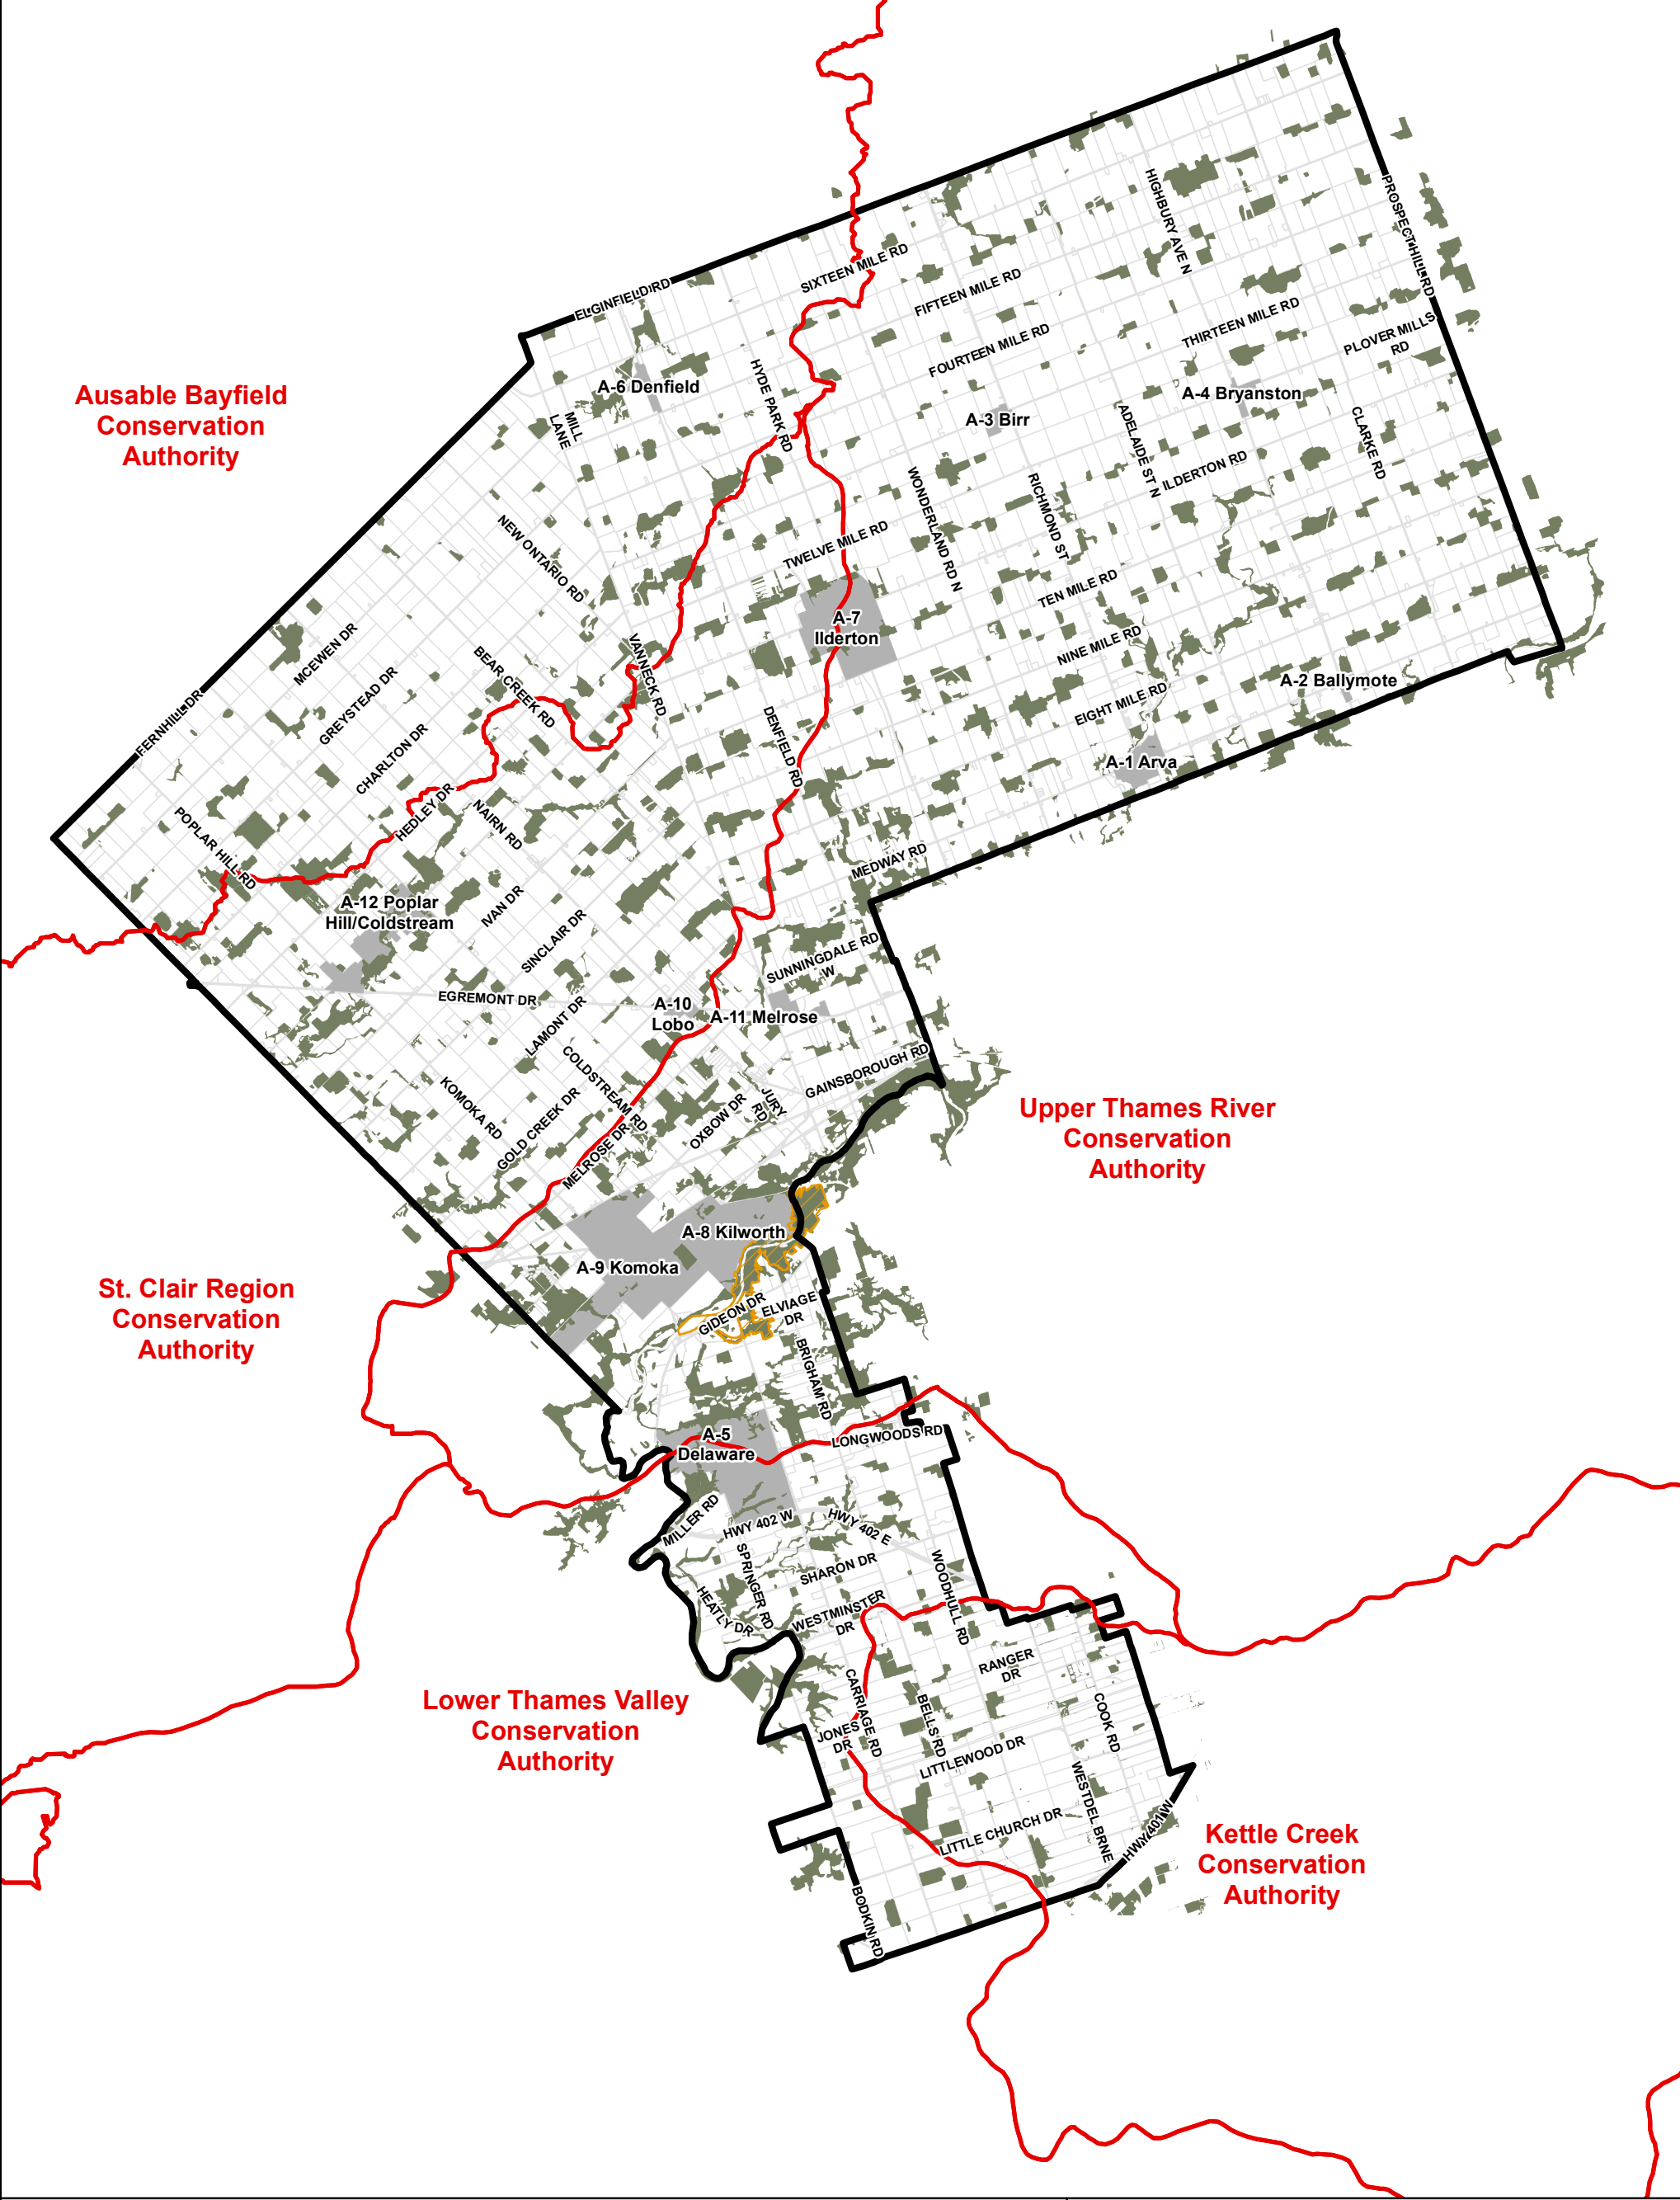 HIGHBURY AVE N
PROSPECT HILL RD
SIXTEEN MILE RD
ELGINFIELD RD
FIFTEEN MILE RD
THIRTEEN MILE RD
PLOVER MILLS
RD
FOURTEEN MILE RD
HYDE PARK RD
A-6 Denfield
A-4 Bryanston
Ausable Bayfield
Conservation
Authority
MILL
LANE
A-3 Birr
ADELAIDE ST N
CLARKE RD
ILDERTON RD
WONDERLAND RD N
RICHMOND ST
NEW ONTARIO RD
TWELVE MILE RD
TEN MILE RD
A-7
Ilderton
MCEWEN DR
VANNECK RD
NINE MILE RD
BEAR CREEK RD
GREYSTEAD DR
A-2 Ballymote
FERNHILL DR
EIGHT MILE RD
DENFIELD RD
CHARLTON DR
A-1 Arva
HEDLEY DR
NAIRN RD
POPLAR HILL RD
MEDWAY RD
A-12 Poplar
Hill/Coldstream
IVAN DR
SINCLAIR DR
SUNNINGDALE RD
W
EGREMONT DR
A-10
Lobo
A-11 Melrose
LAMONT DR
COLDSTREAM RD
GAINSBOROUGH RD
KOMOKA RD
GOLD CREEK DR
JURY
RD
OXBOW DR
MELROSE DR
Upper Thames River
Conservation
Authority
A-8 Kilworth
A-9 Komoka
St. Clair Region
Conservation
Authority
GIDEON DR
ELVIAGE
DR
BRIGHAM RD
A-5
Delaware
LONGWOODS RD
MILLER RD
HWY 402 W
HWY 402 E
SPRINGER RD
SHARON DR
WOODHULL RD
HEATLY DR
WESTMINSTER
DR
RANGER
DR
Lower Thames Valley
Conservation
Authority
CARRIAGE RD
BELLS RD
COOK RD
JONES
DR
LITTLEWOOD DR
WESTDEL BRNE
HWY 401 W
LITTLE CHURCH DR
Kettle Creek
Conservation
Authority
BODKIN RD